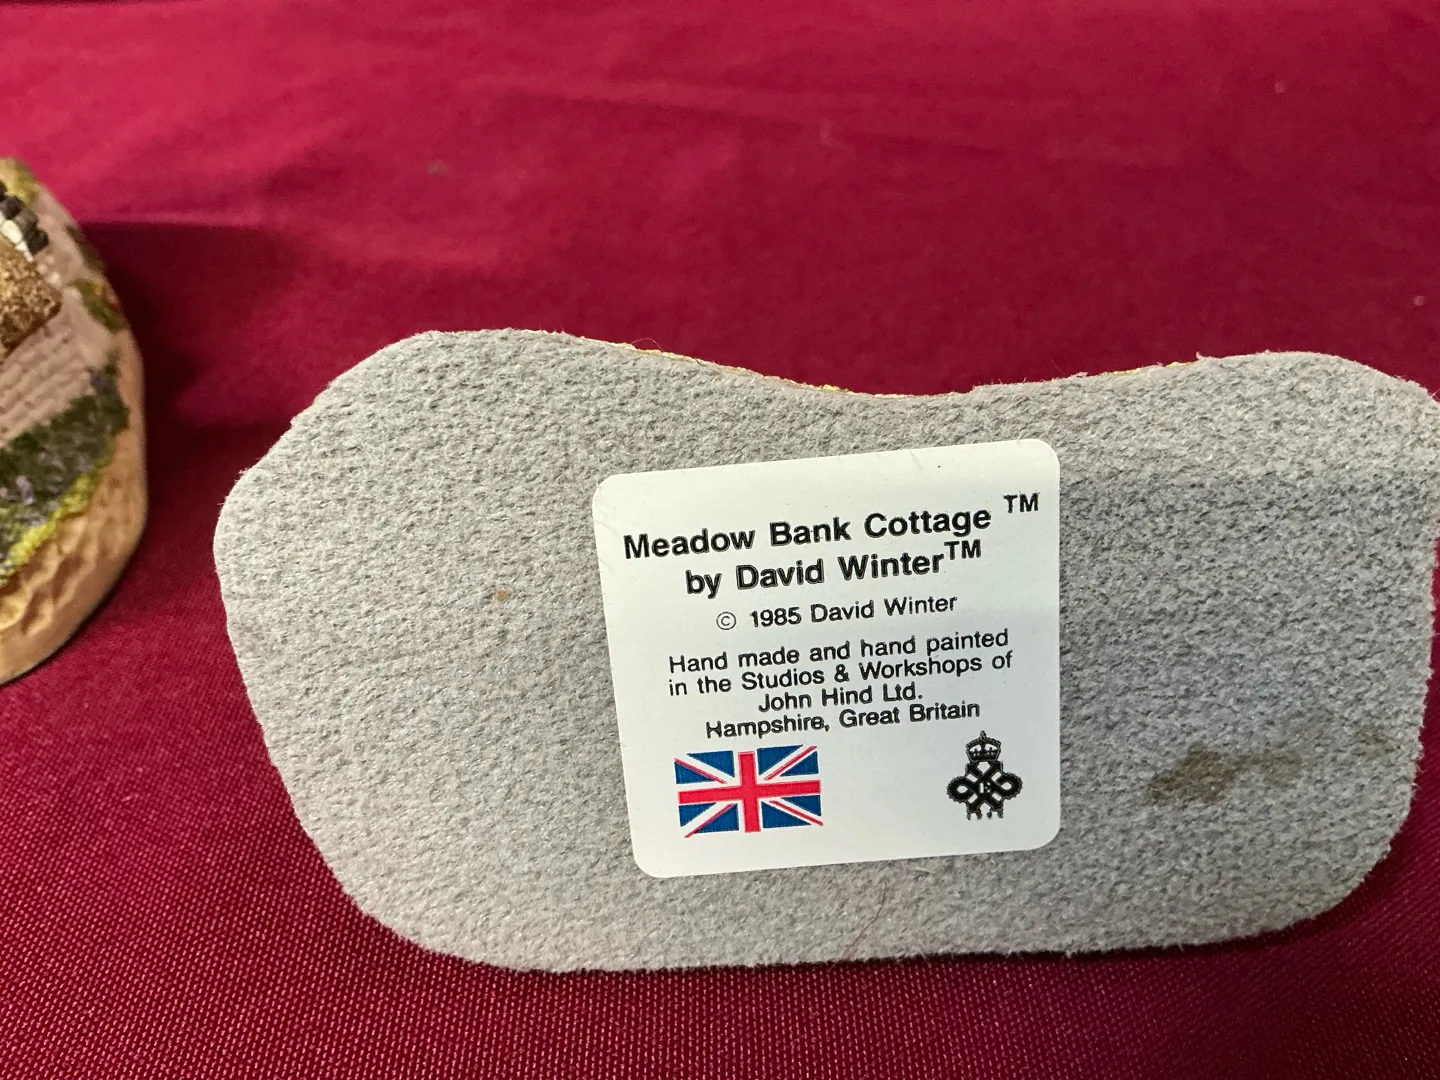 Meadow Bank Cottage ™
by David Winter™
© 1985 David Winter
Hand made and hand painted
in the Studios & Workshops of
John Hind Ltd.
Hampshire, Great Britain